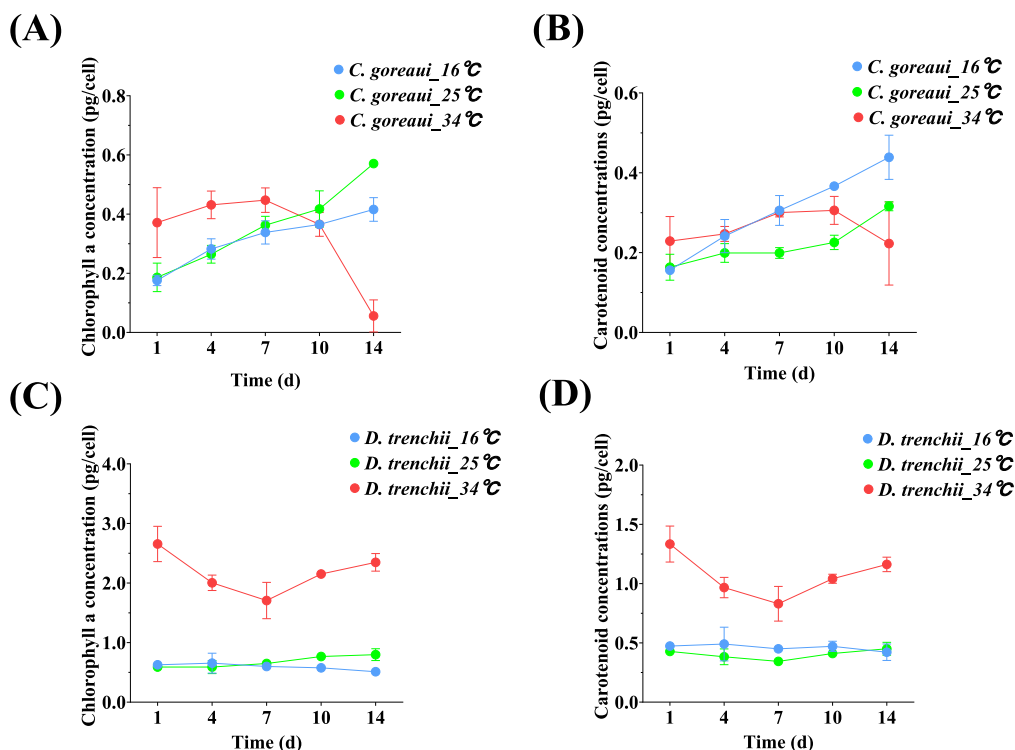 (A)
C. goreaui_16℃
C. goreaui_25℃
C. goreaui_34℃
Chlorophyll a concentration (pg/cell)
0.8
0.6
0.4
0.2
0.0
1 4 7 10 14
Time (d)
(B)
C. goreaui_16℃
C. goreaui_25℃
C. goreaui_34℃
Carotenoid concentrations (pg/cell)
0.6
0.4
0.2
0.0
1 4 7 10 14
Time (d)
(C)
D. trenchii_16℃
D. trenchii_25℃
D. trenchii_34℃
Chlorophyll a concentration (pg/cell)
4.0
3.0
2.0
1.0
0.0
1 4 7 10 14
Time (d)
(D)
D. trenchii_16℃
D. trenchii_25℃
D. trenchii_34℃
Carotenoid concentrations (pg/cell)
2.0
1.5
1.0
0.5
0.0
1 4 7 10 14
Time (d)